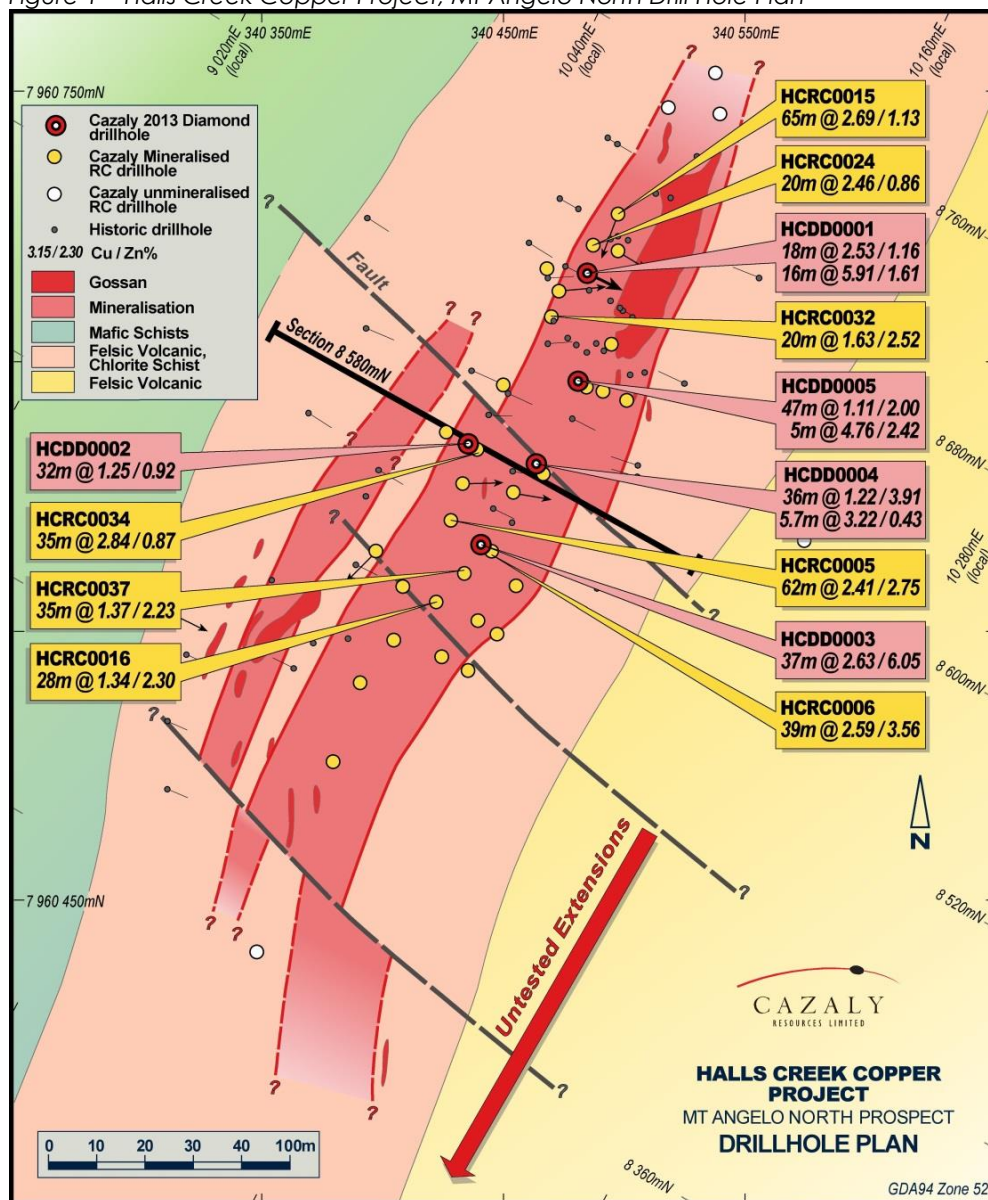 Figure 1 – Halls Creek Copper Project, Mt Angelo North Drill Hole Plan
9 020mE
(local)
340 350mE
340 450mE
10 040mE
(local)
340 550mE
10 160mE
(local)
7 960 750mN
Cazaly 2013 Diamond
drillhole
Cazaly Mineralised
RC drillhole
Cazaly unmineralised
RC drillhole
Historic drillhole
3.15 / 2.30 Cu / Zn%
Gossan
Mineralisation
Mafic Schists
Felsic Volcanic,
Chlorite Schist
Felsic Volcanic
?
?
?
Fault
?
?
Section 8 580mN
?
?
HCRC0015
65m @ 2.69 / 1.13
HCRC0024
20m @ 2.46 / 0.86
8 760mN
HCDD0001
18m @ 2.53 / 1.16
16m @ 5.91 / 1.61
HCRC0032
20m @ 1.63 / 2.52
HCDD0005
47m @ 1.11 / 2.00
5m @ 4.76 / 2.42
8 680mN
HCDD0004
36m @ 1.22 / 3.91
5.7m @ 3.22 / 0.43
10 280mE
(local)
HCRC0005
62m @ 2.41 / 2.75
HCDD0003
37m @ 2.63 / 6.05
8 600mN
HCRC0006
39m @ 2.59 / 3.56
HCDD0002
32m @ 1.25 / 0.92
HCRC0034
35m @ 2.84 / 0.87
HCRC0037
35m @ 1.37 / 2.23
HCRC0016
28m @ 1.34 / 2.30
?
?
?
N
7 960 450mN
?
?
?
8 520mN
Untested Extensions
?
?
?
CAZALY
RESOURCES LIMITED
HALLS CREEK COPPER
PROJECT
MT ANGELO NORTH PROSPECT
DRILLHOLE PLAN
0 10 20 30 40 100m
8 360mN
GDA94 Zone 52